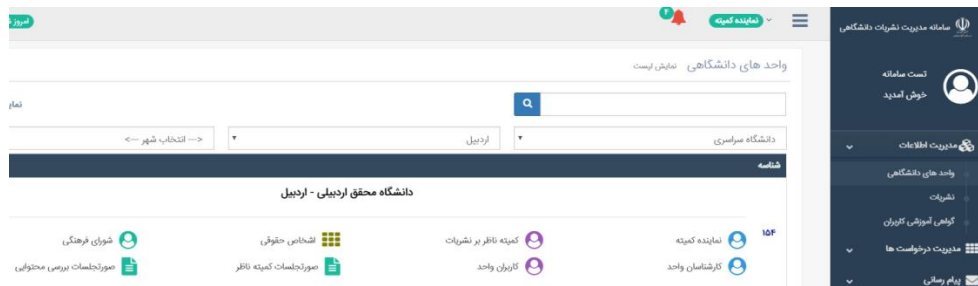 سامانه مدیریت نشریات دانشگاهی
تست سامانه
خوش آمدید
مدیریت اطلاعات
واحد های دانشگاهی
نشریات
گواهی آموزشی کاربران
مدیریت درخواست ها
پیام رسانی
نماینده کمیته
۴
امروز
واحد های دانشگاهی نمایش لیست
دانشگاه سراسری
اردبیل
<--- انتخاب شهر --->
شناسه
دانشگاه محقق اردبیلی - اردبیل
۱۵۴
نماینده کمیته
کمیته ناظر بر نشریات
اشخاص حقوقی
شورای فرهنگی
کارشناسان واحد
کاربران واحد
صورتجلسات کمیته ناظر
صورتجلسات بررسی محتوایی